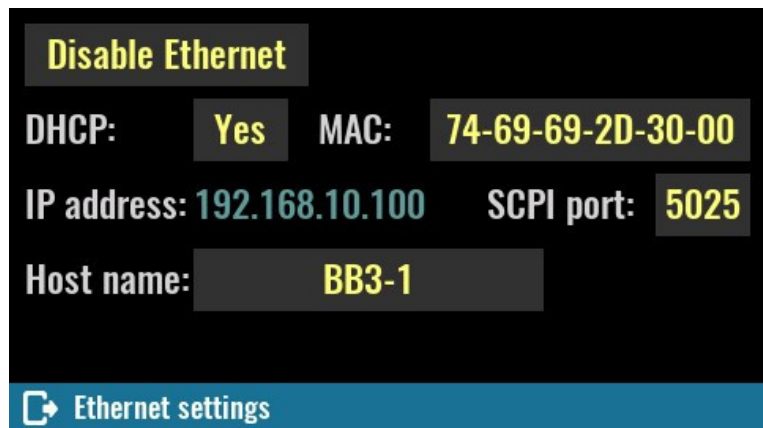 Disable Ethernet
DHCP: Yes MAC: 74-69-69-2D-30-00
IP address: 192.168.10.100 SCPI port: 5025
Host name: BB3-1
Ethernet settings